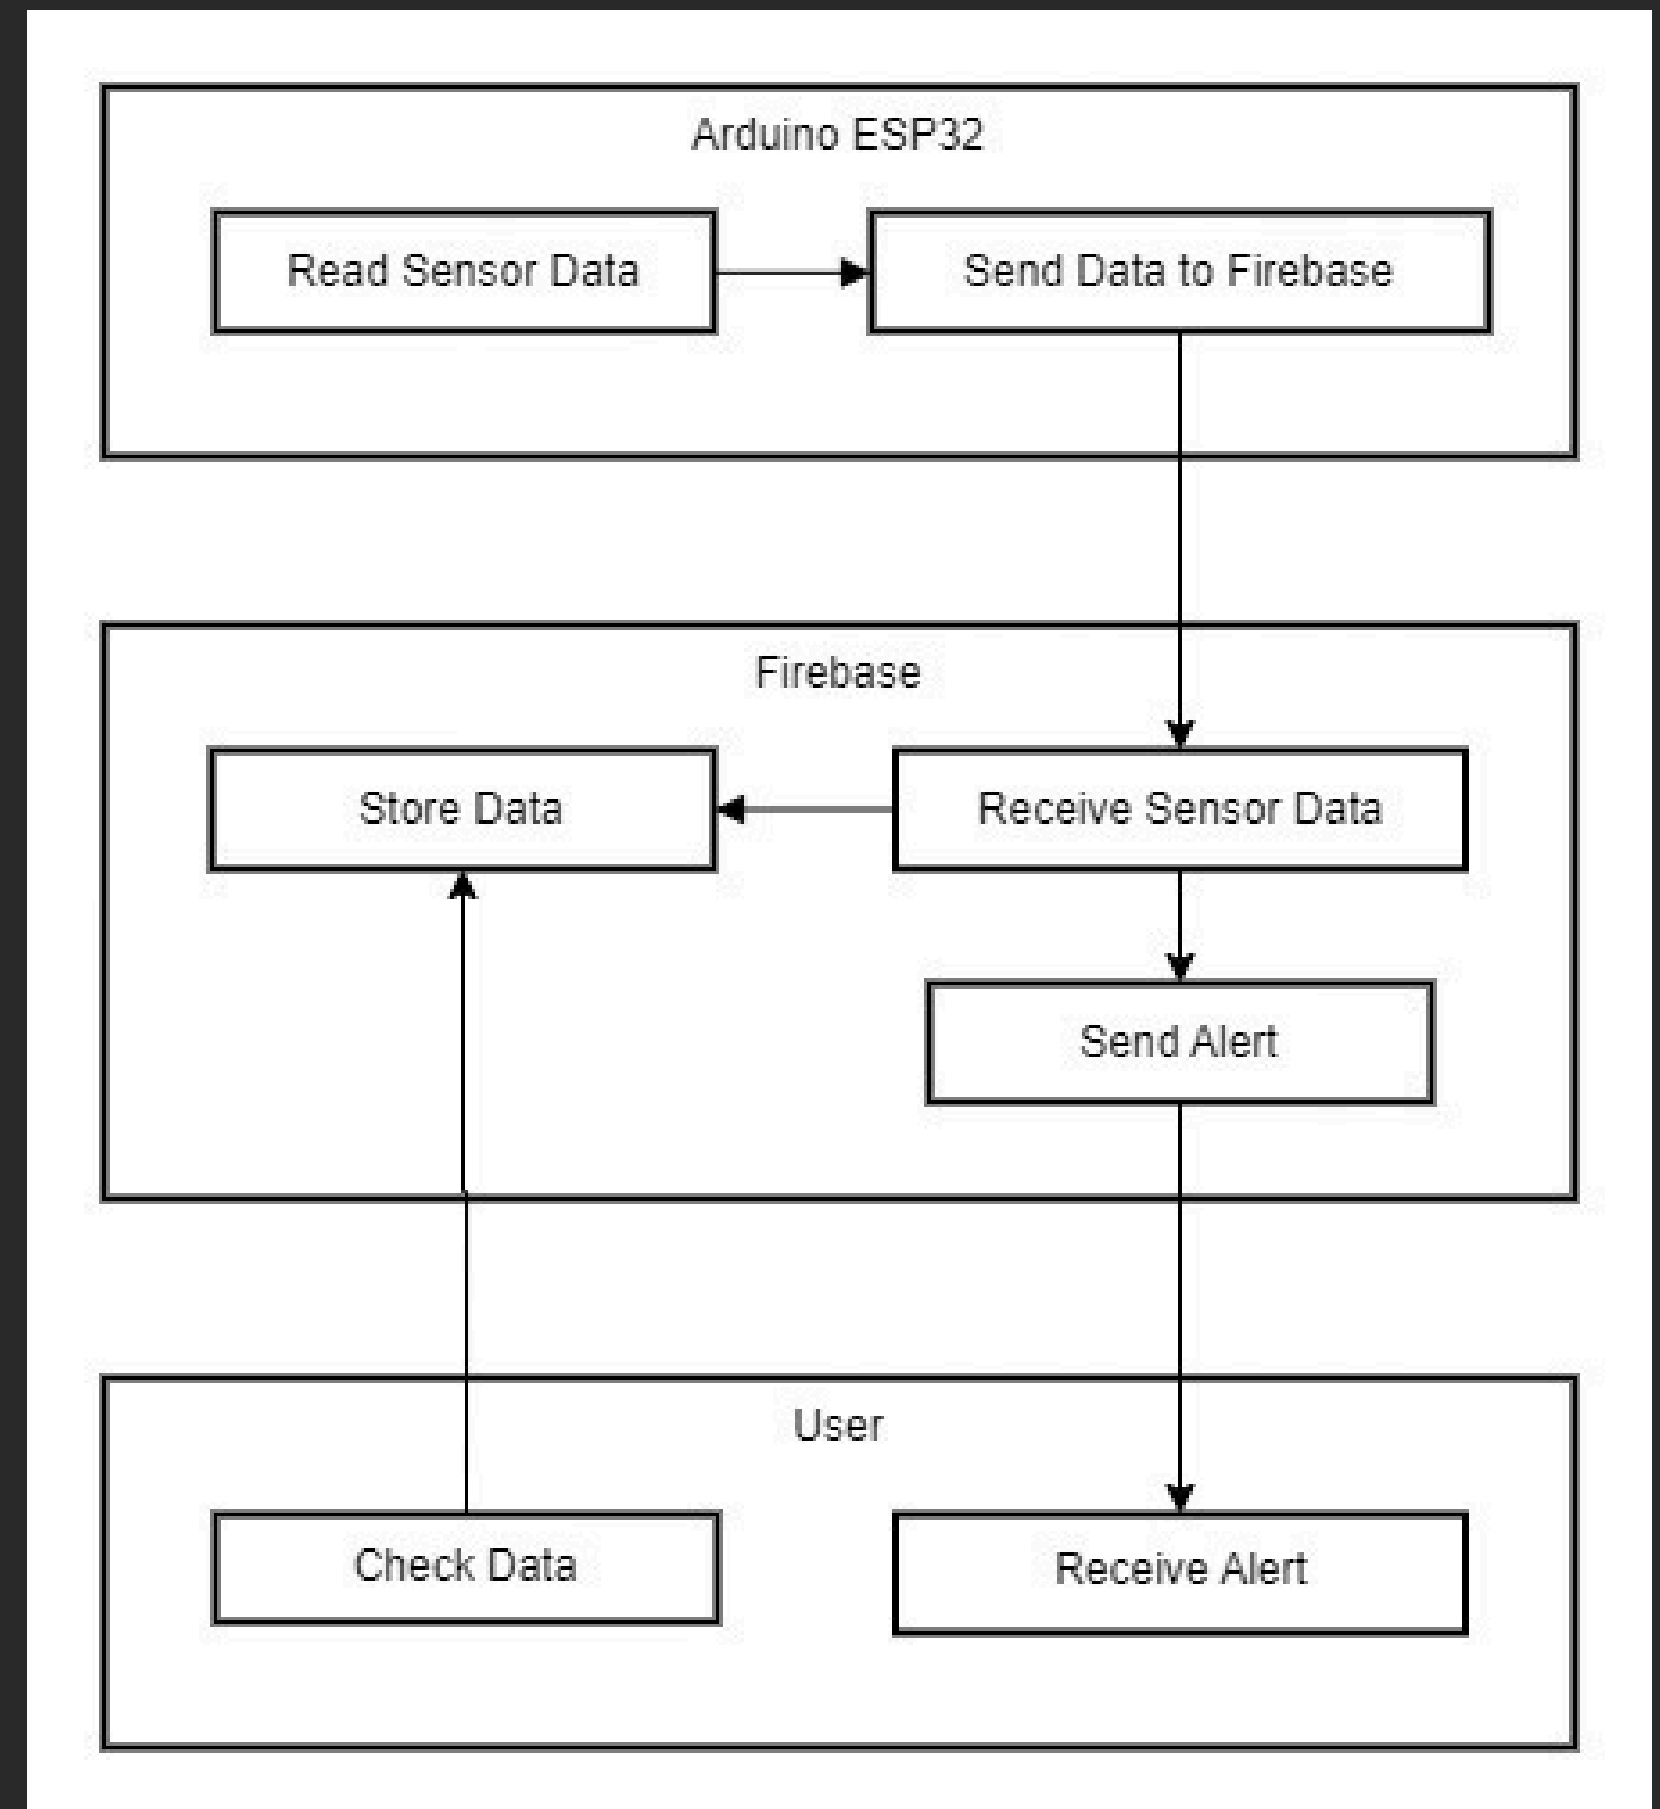 Arduino ESP32
Read Sensor Data
Send Data to Firebase
Firebase
Store Data
Receive Sensor Data
Send Alert
User
Check Data
Receive Alert